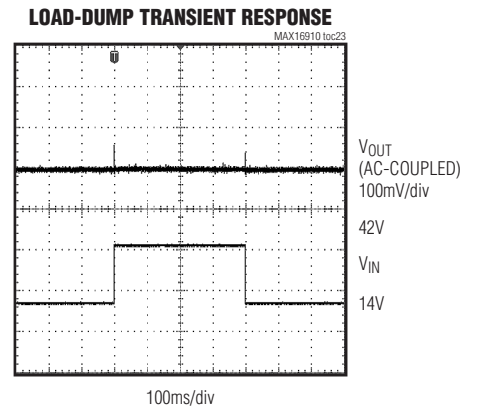 LOAD-DUMP TRANSIENT RESPONSE
MAX16910 toc23
VOUT
(AC-COUPLED)
100mV/div
42V
VIN
14V
100ms/div